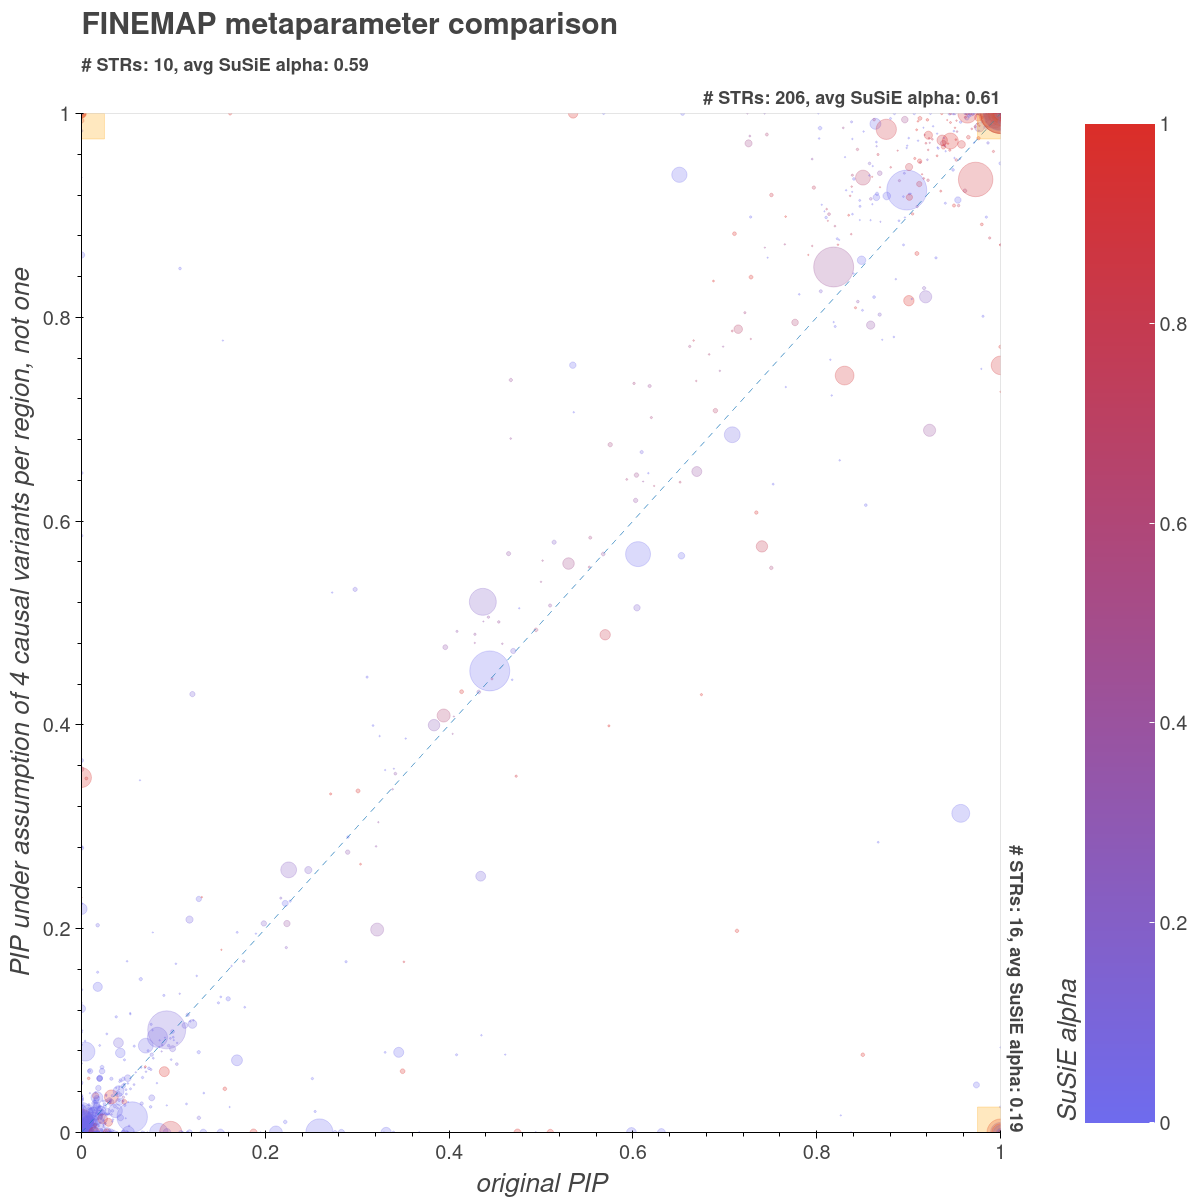 FINEMAP metaparameter comparison
# STRs: 10, avg SuSiE alpha: 0.59
# STRs: 206, avg SuSiE alpha: 0.61
# STRs: 16, avg SuSiE alpha: 0.19
PIP under assumption of 4 causal variants per region, not one
1
0.8
0.6
0.4
0.2
0
0
0.2
0.4
0.6
0.8
1
original PIP
SuSiE alpha
1
0.8
0.6
0.4
0.2
0